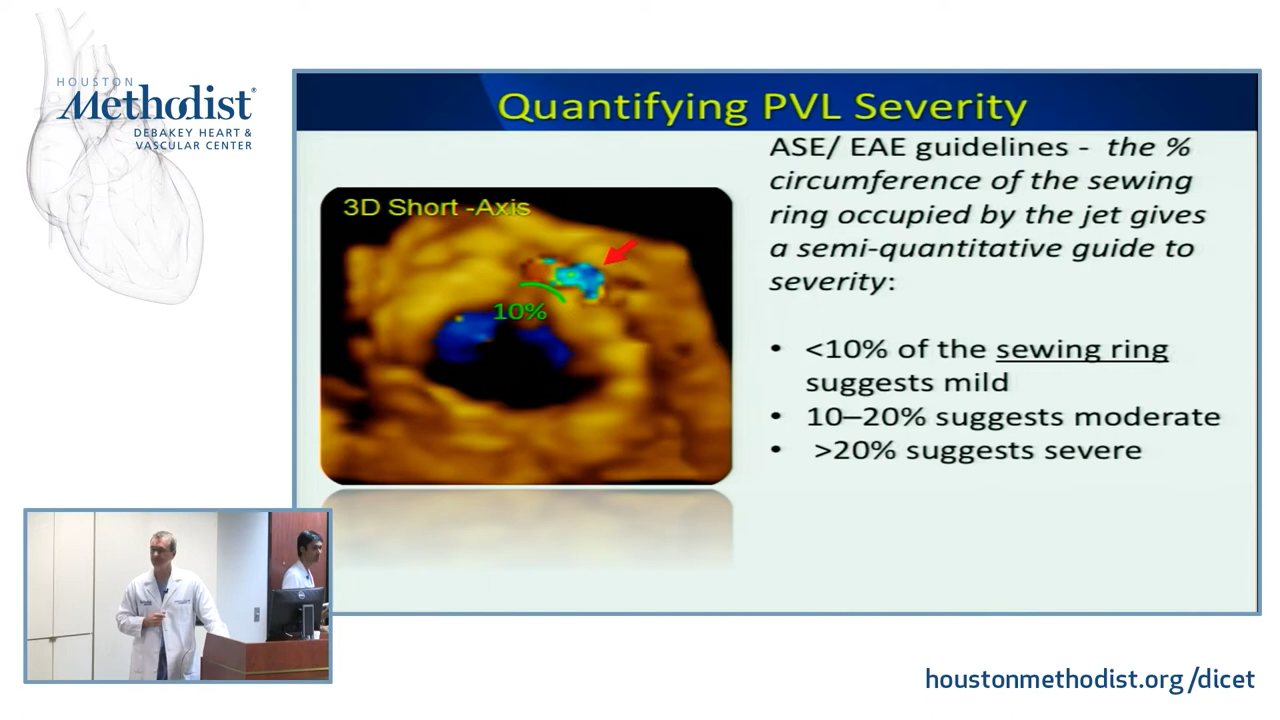 HOUSTON
Methodist®
DEBAKEY HEART &
VASCULAR CENTER
Quantifying PVL Severity
3D Short -Axis
10%
ASE/ EAE guidelines - the %
circumference of the sewing
ring occupied by the jet gives
a semi-quantitative guide to
severity:
• <10% of the sewing ring
suggests mild
• 10–20% suggests moderate
• >20% suggests severe
houstonmethodist.org/dicet